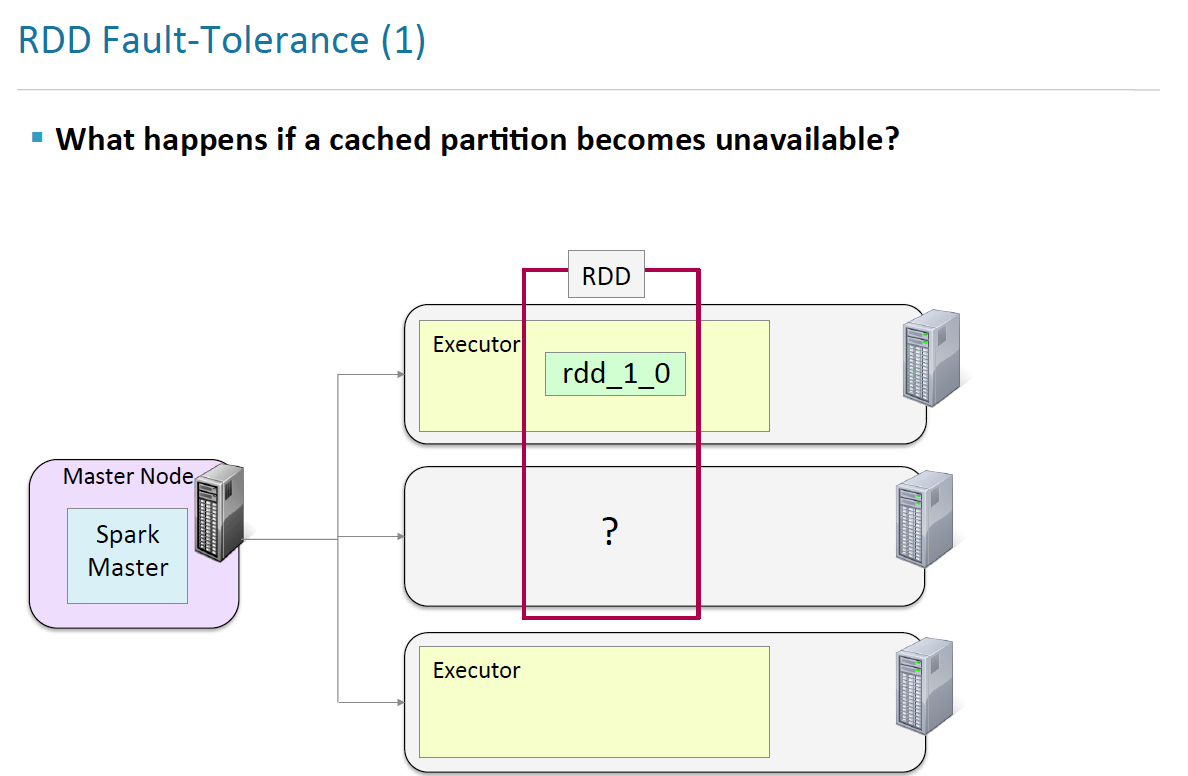 RDD Fault-Tolerance (1)
What happens if a cached partition becomes unavailable?
RDD
Executor
rdd_1_0
Master Node
Spark
Master
?
Executor